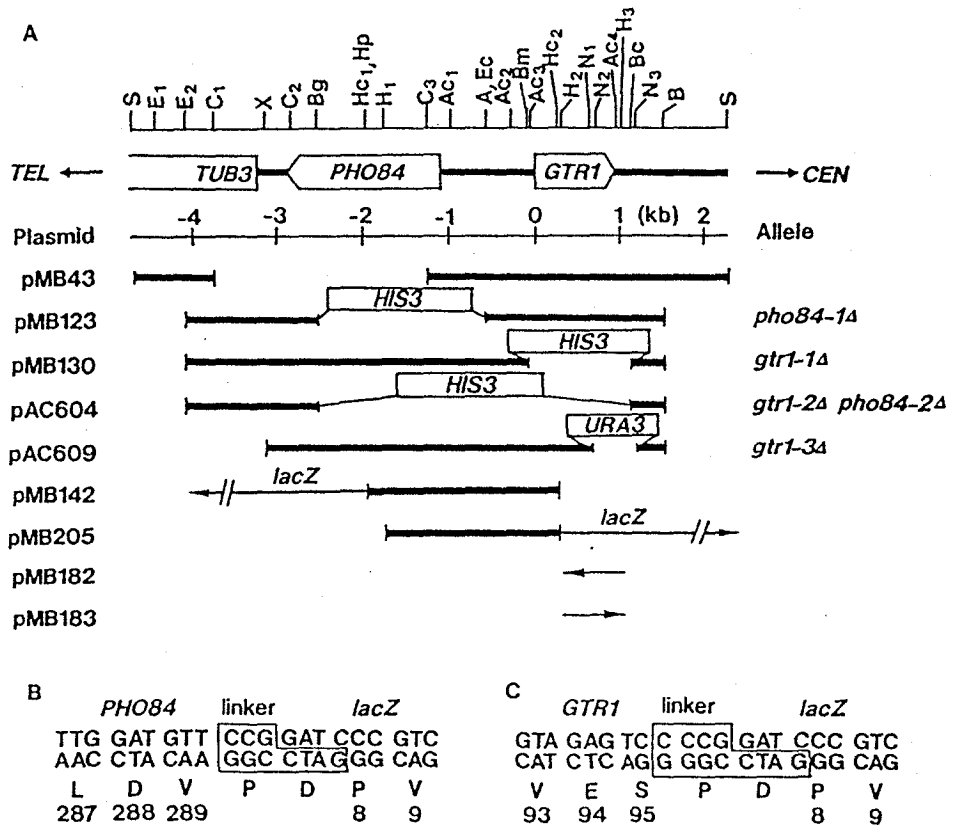 A
S E₁ E₂ C₁ X C₂ Bg Hc₁,Hp H₁ C₃ Ac₁ A,Ec Ac₂ Bm Ac₃ Hc₂ H₂ N₁ N₂ Ac₄ H₃ Bc N₃ B S
TEL TUB3 PHO84 GTR1 CEN
Plasmid -4 -3 -2 -1 0 1 (kb) 2 Allele
pMB43
pMB123 HIS3 pho84-1Δ
pMB130 HIS3 gtr1-1Δ
pAC604 HIS3 gtr1-2Δ pho84-2Δ
pAC609 URA3 gtr1-3Δ
pMB142 lacZ
pMB205 lacZ
pMB182
pMB183
B
PHO84 linker lacZ
TTG GAT GTT CCG GAT CCC GTC
AAC CTA CAA GGC CTA GGG CAG
L D V P D P V
287 288 289 8 9
C
GTR1 linker lacZ
GTA GAG TC C CCG GAT CCC GTC
CAT CTC AG G GGC CTA GGG CAG
V E S P D P V
93 94 95 8 9